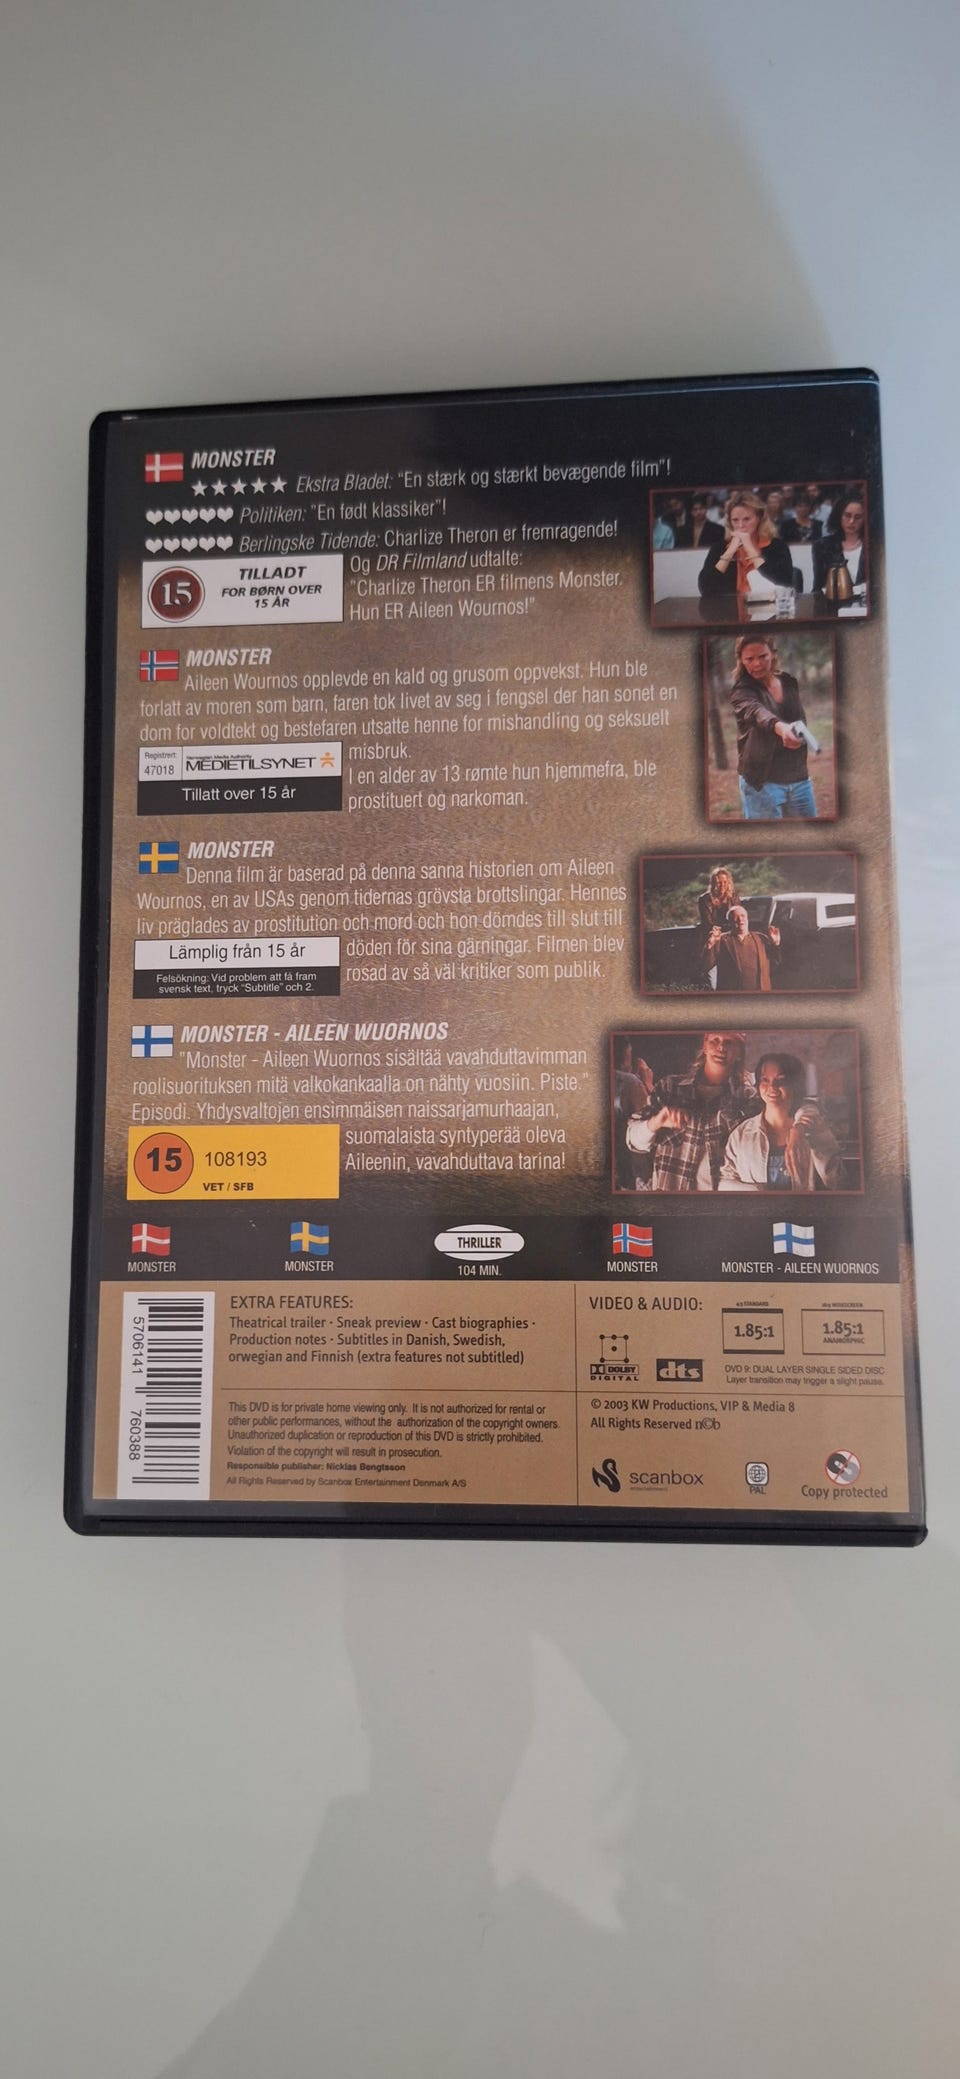 MONSTER
Ekstra Bladet: "En stærk og stærkt bevægende film"!
Politiken: "En født klassiker"!
Berlingske Tidende: Charlize Theron er fremragende!
Og DR Filmland udtalte:
"Charlize Theron ER filmens Monster.
Hun ER Aileen Wournos!"
15
TILLADT
FOR BØRN OVER
15 ÅR
MONSTER
Aileen Wournos opplevde en kald og grusom oppvekst. Hun ble
forlatt av moren som barn, faren tok livet av seg i fengsel der han sonet en
dom for voldtekt og bestefaren utsatte henne for mishandling og seksuelt
misbruk.
I en alder av 13 rømte hun hjemmefra, ble
prostituert og narkoman.
Registrert:
47018
Norwegian Media Authority
MEDIETILSYNET
Tillatt over 15 år
MONSTER
Denna film är baserad på denna sanna historien om Aileen
Wournos, en av USAs genom tidernas grövsta brottslingar. Hennes
liv präglades av prostitution och mord och hon dömdes till slut till
döden för sina gärningar. Filmen blev
rosad av så väl kritiker som publik.
Lämplig från 15 år
Felsökning: Vid problem att få fram
svensk text, tryck "Subtitle" och 2.
MONSTER - AILEEN WUORNOS
"Monster - Aileen Wuornos sisältää vavahduttavimman
roolisuorituksen mitä valkokankaalla on nähty vuosiin. Piste."
Episodi. Yhdysvaltojen ensimmäisen naissarjamurhaajan,
suomalaista syntyperää oleva
Aileenin, vavahduttava tarina!
15
108193
VET / SFB
MONSTER
MONSTER
THRILLER
104 MIN.
MONSTER
MONSTER - AILEEN WUORNOS
5706141 760388
EXTRA FEATURES:
Theatrical trailer · Sneak preview · Cast biographies ·
Production notes · Subtitles in Danish, Swedish,
orwegian and Finnish (extra features not subtitled)
VIDEO & AUDIO:
DOLBY
DIGITAL
dts
4:3 STANDARD
1.85:1
16:9 WIDESCREEN
1.85:1
ANAMORPHIC
DVD 9: DUAL LAYER SINGLE SIDED DISC
Layer transition may trigger a slight pause.
This DVD is for private home viewing only. It is not authorized for rental or
other public performances, without the authorization of the copyright owners.
Unauthorized duplication or reproduction of this DVD is strictly prohibited.
Violation of the copyright will result in prosecution.
Responsible publisher: Nicklas Bengtsson
All Rights Reserved by Scanbox Entertainment Denmark A/S
© 2003 KW Productions, VIP & Media 8
All Rights Reserved n©b
scanbox
entertainment
PAL
Copy protected